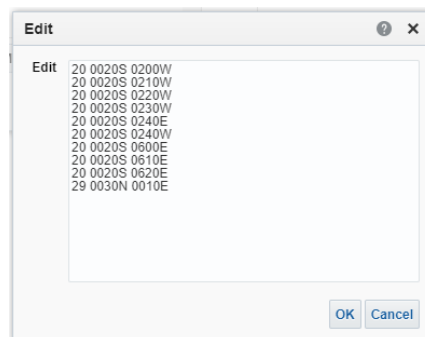 Edit
Edit
20 0020S 0200W
20 0020S 0210W
20 0020S 0220W
20 0020S 0230W
20 0020S 0240E
20 0020S 0240W
20 0020S 0600E
20 0020S 0610E
20 0020S 0620E
29 0030N 0010E
OK Cancel